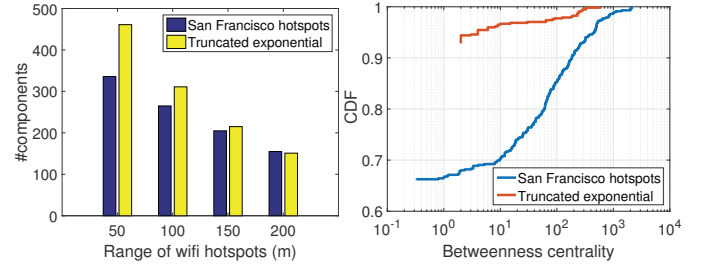 500
400
300
200
100
0
#components
San Francisco hotspots
Truncated exponential
50 100 150 200
Range of wifi hotspots (m)
1
0.9
0.8
0.7
0.6
CDF
San Francisco hotspots
Truncated exponential
10^-1 10^0 10^1 10^2 10^3 10^4
Betweenness centrality